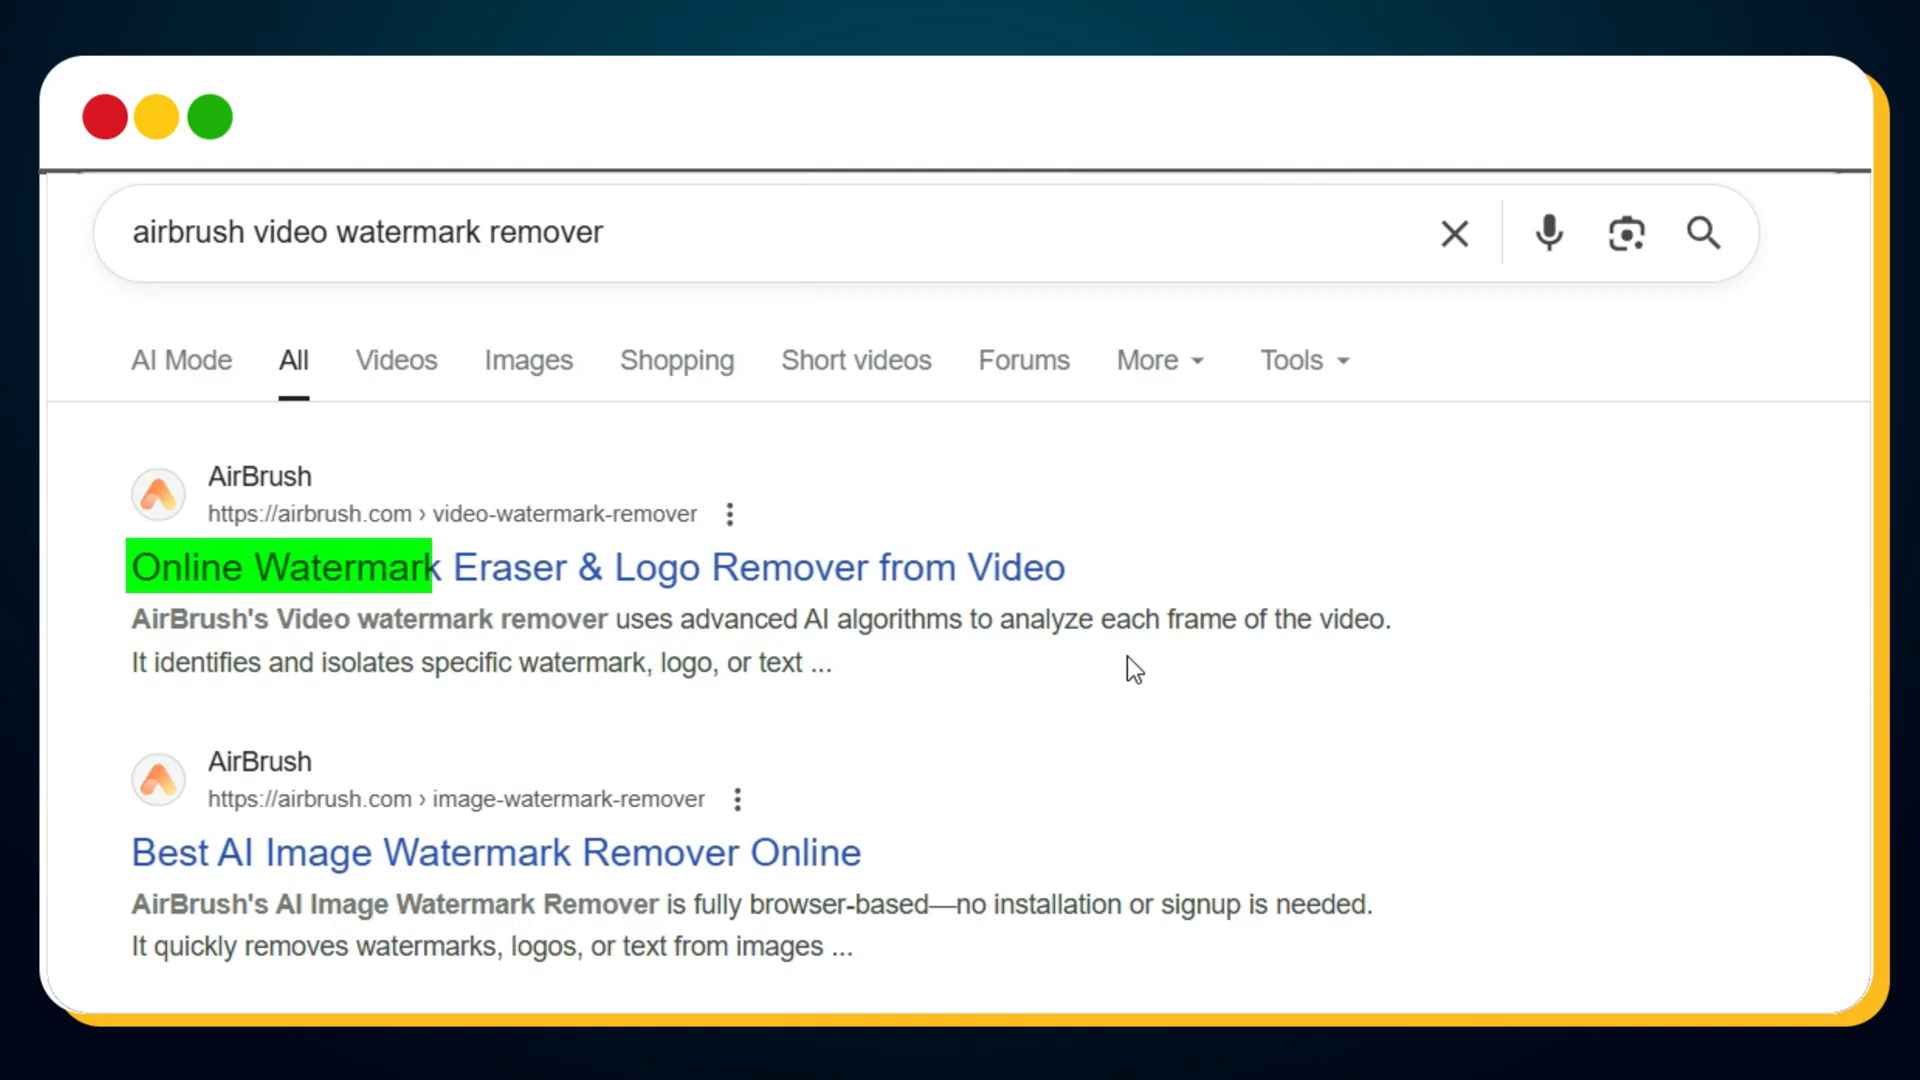 airbrush video watermark remover
AI Mode All Videos Images Shopping Short videos Forums More Tools
AirBrush
https://airbrush.com › video-watermark-remover
Online Watermark Eraser & Logo Remover from Video
AirBrush's Video watermark remover uses advanced AI algorithms to analyze each frame of the video.
It identifies and isolates specific watermark, logo, or text ...
AirBrush
https://airbrush.com › image-watermark-remover
Best AI Image Watermark Remover Online
AirBrush's AI Image Watermark Remover is fully browser-based—no installation or signup is needed.
It quickly removes watermarks, logos, or text from images ...